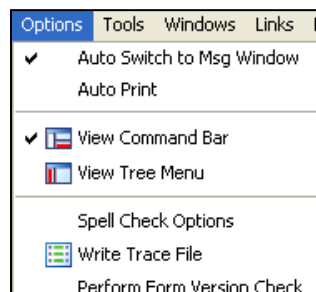 Options Tools Windows Links
Auto Switch to Msg Window
Auto Print
View Command Bar
View Tree Menu
Spell Check Options
Write Trace File
Perform Form Version Check